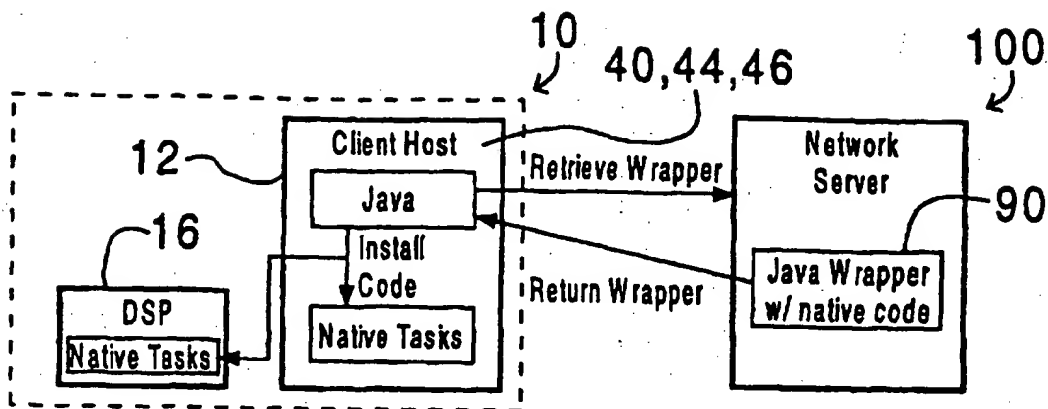 10
40,44,46
100
12
Client Host
Network
Server
Retrieve Wrapper
Java
90
16
Install
Code
Java Wrapper
w/ native code
Return Wrapper
DSP
Native Tasks
Native Tasks